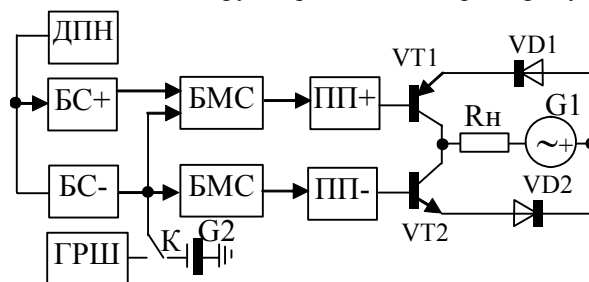 ДПН
БС+
БМС
ПП+
VT1
VD1
Rн
G1
~+
БС-
БМС
ПП-
VT2
VD2
ГРШ
К
G2